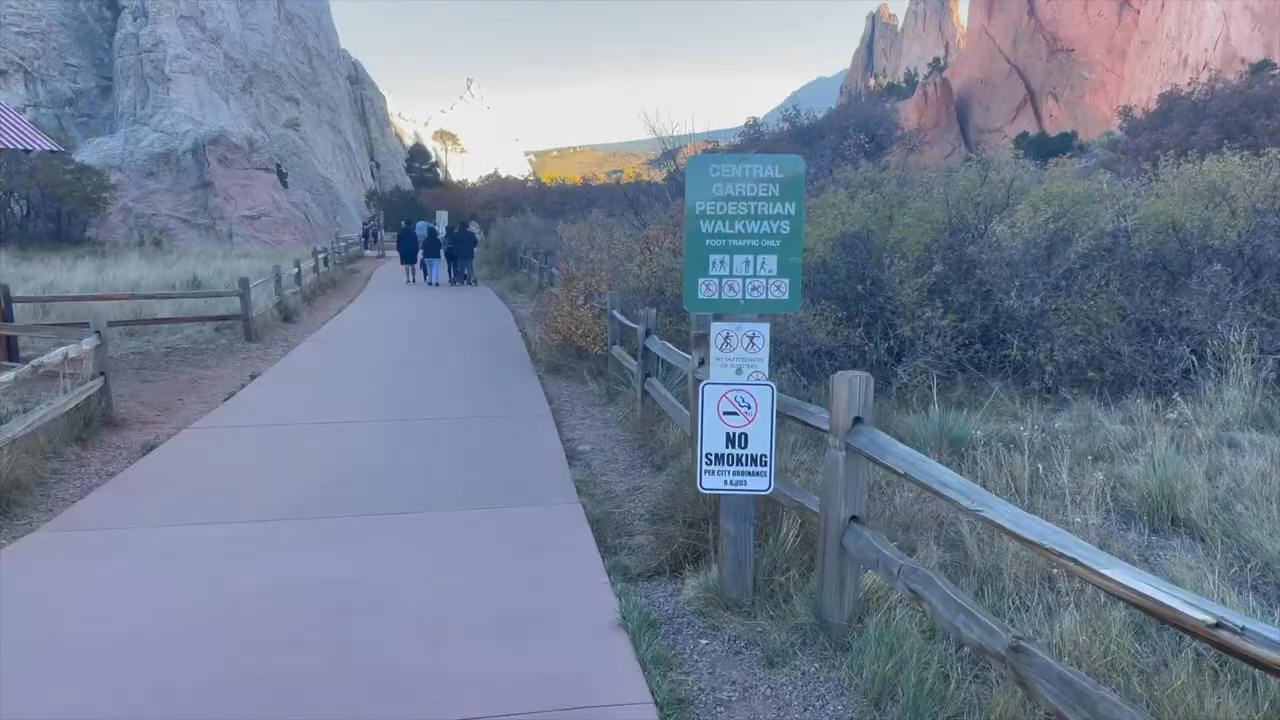 CENTRAL
GARDEN
PEDESTRIAN
WALKWAYS
FOOT TRAFFIC ONLY
NO SKATEBOARDS
OR SCOOTERS
NO
SMOKING
PER CITY ORDINANCE